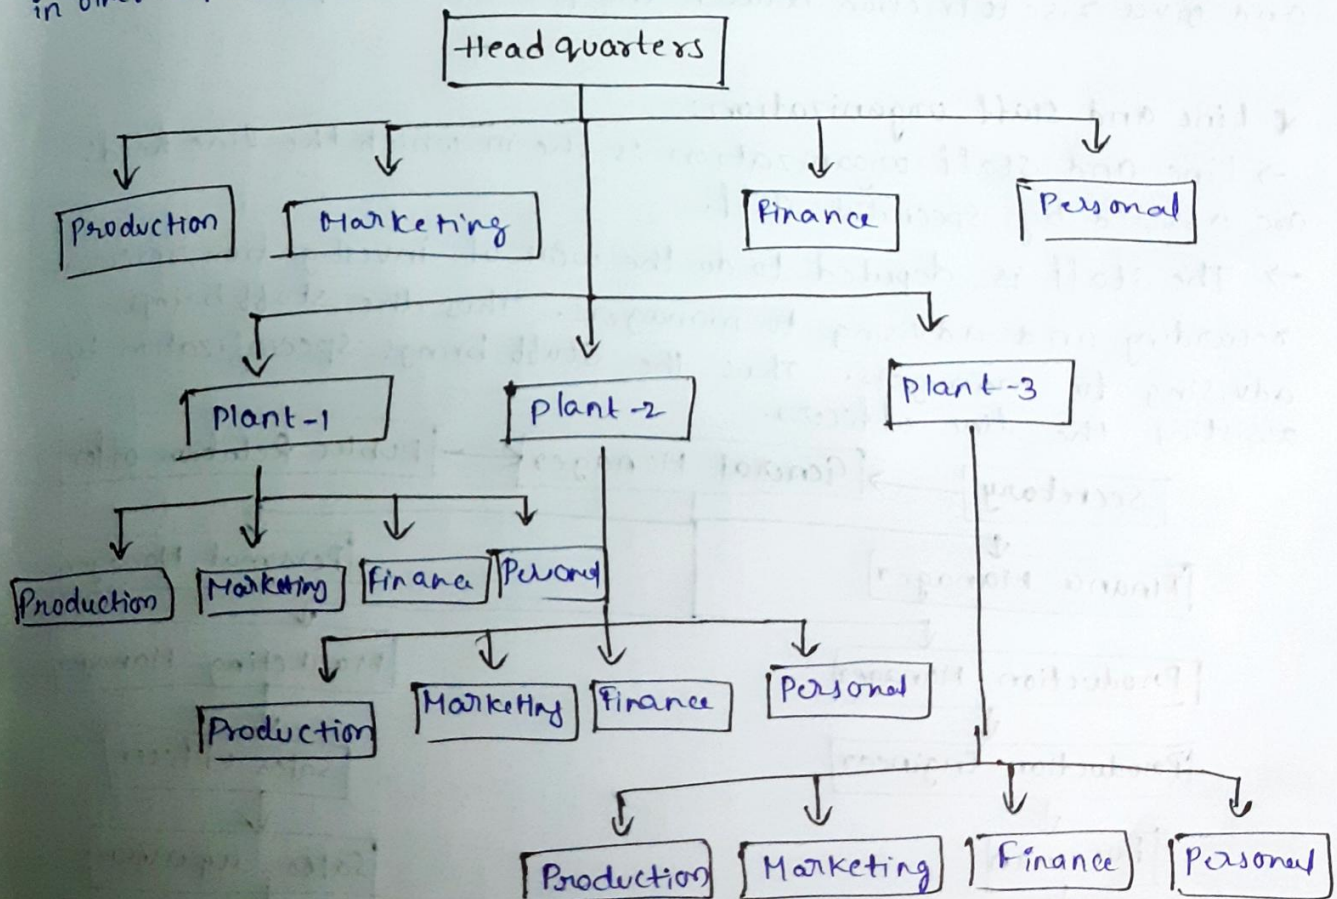 in
Head quarters
Production Marketing Finance Personal
Plant-1 Plant-2 Plant-3
Production Marketing Finance Personal
Production Marketing Finance Personal
Production Marketing Finance Personal